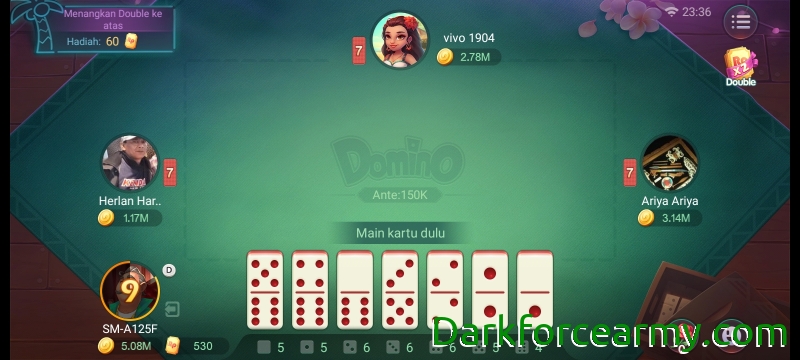 Menangkan Double ke
atas
Hadiah: 60
23:36
vivo 1904
2.78M
7
Rp
X2
Double
Domino
Ante:150K
7
Herlan Har..
1.17M
7
Ariya Ariya
3.14M
Main kartu dulu
9
D
SM-A125F
5.08M
530
5 5 6 6 6 5 4
Darkforcearmy.com